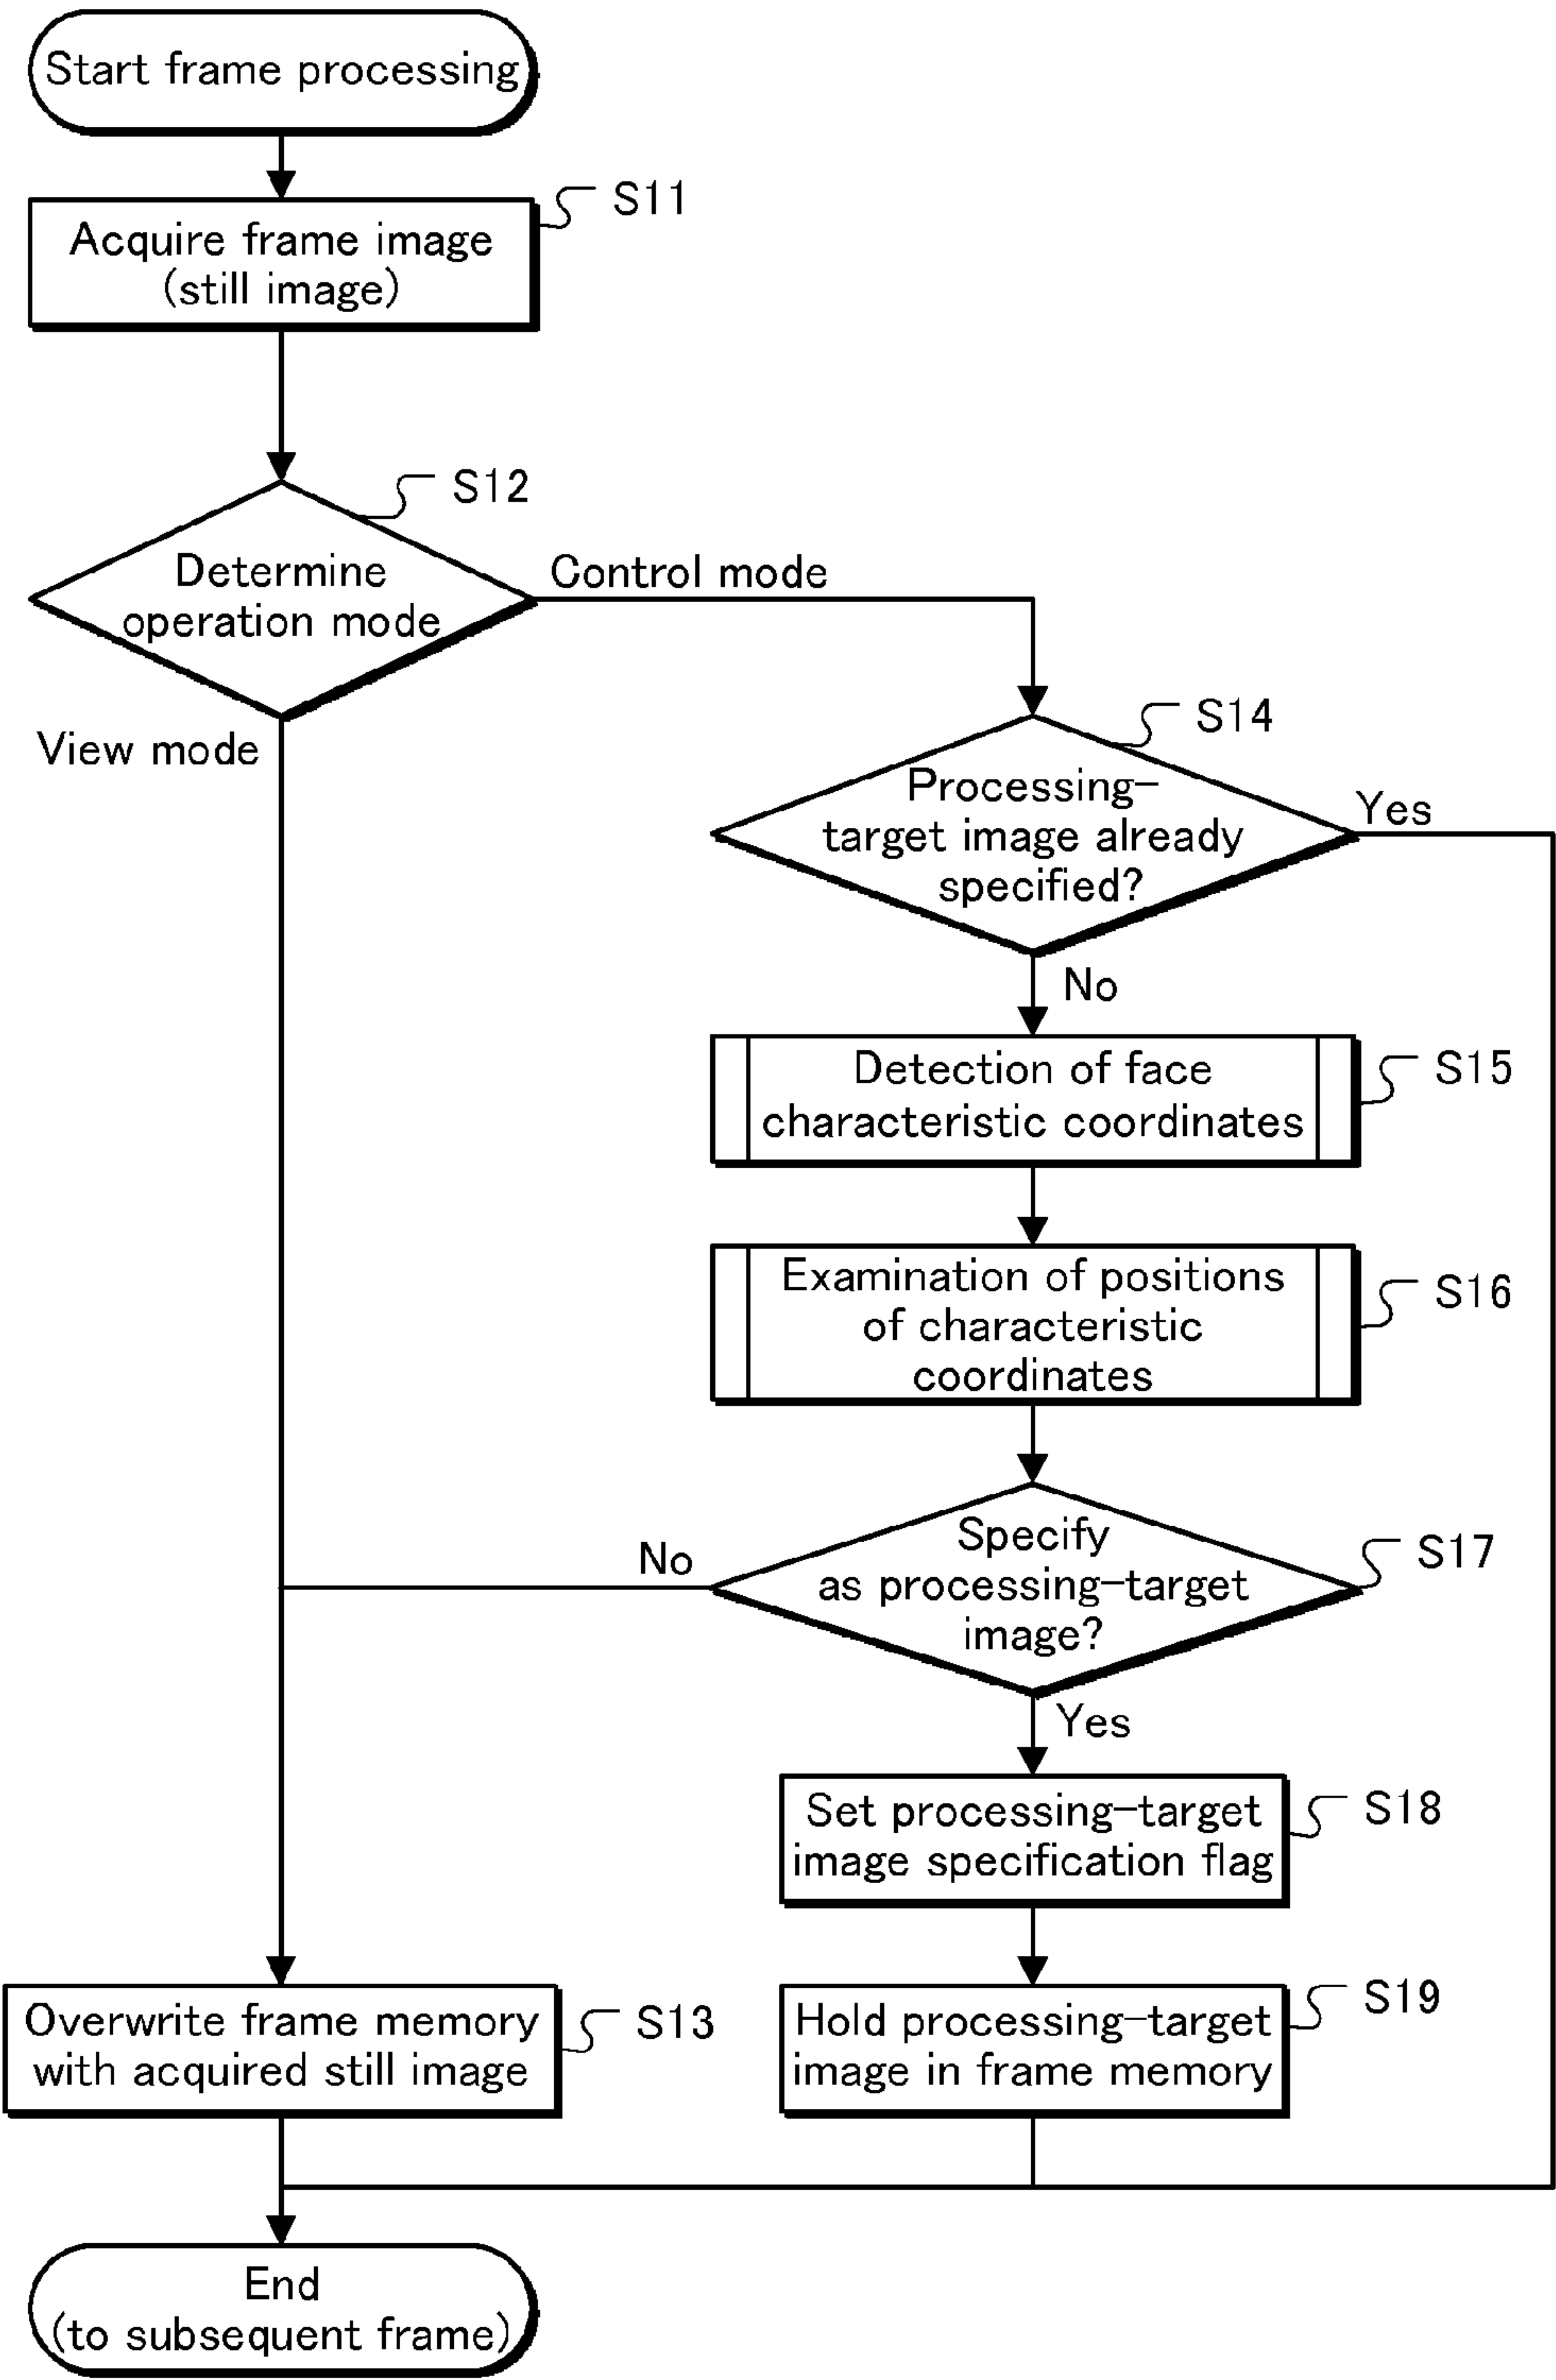 Start frame processing
S11
Acquire frame image
(still image)
S12
Determine
operation mode
Control mode
View mode
S14
Processing-
target image already
specified?
Yes
No
S15
Detection of face
characteristic coordinates
S16
Examination of positions
of characteristic
coordinates
S17
Specify
as processing-target
image?
No
Yes
S18
Set processing-target
image specification flag
S13
Overwrite frame memory
with acquired still image
S19
Hold processing-target
image in frame memory
End
(to subsequent frame)